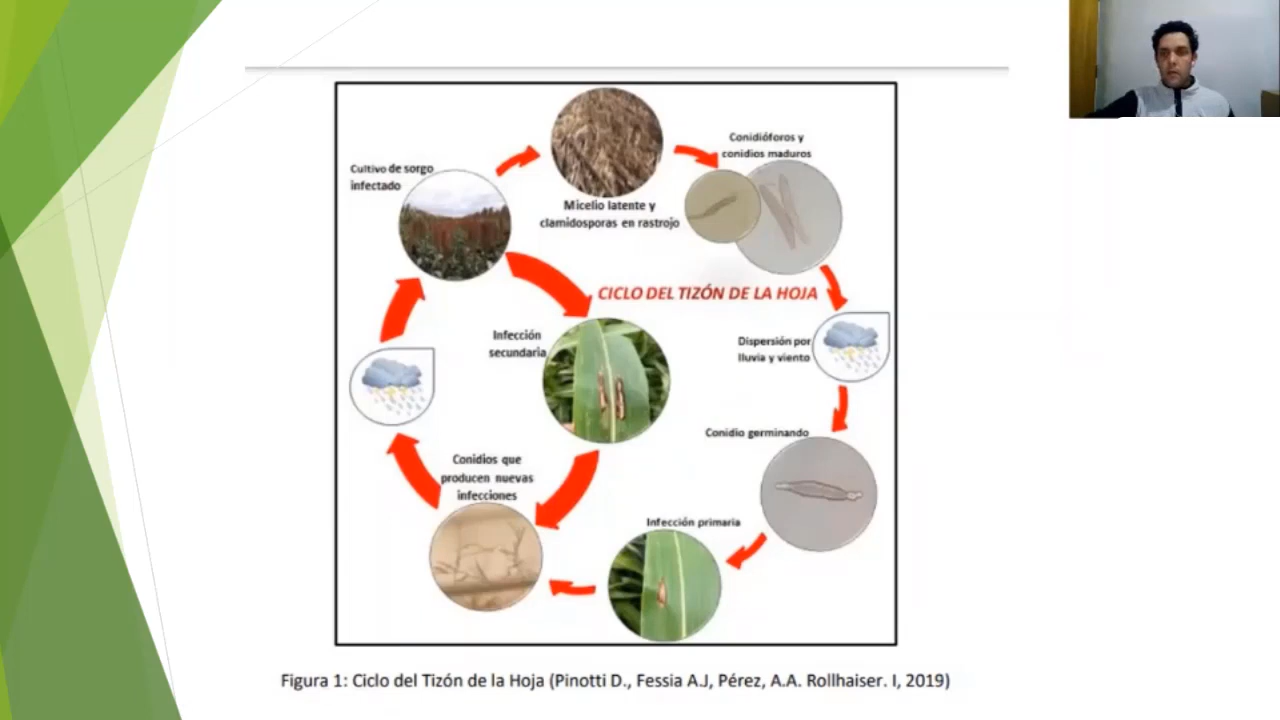 Conidióforos y
conidios maduros
Cultivo de sorgo
infectado
Micelio latente y
clamidosporas en rastrojo
CICLO DEL TIZÓN DE LA HOJA
Infección
secundaria
Dispersión por
lluvia y viento
Conidio germinando
Conidios que
producen nuevas
infecciones
Infección primaria
Figura 1: Ciclo del Tizón de la Hoja (Pinotti D., Fessia A.J, Pérez, A.A. Rollhaiser. I, 2019)